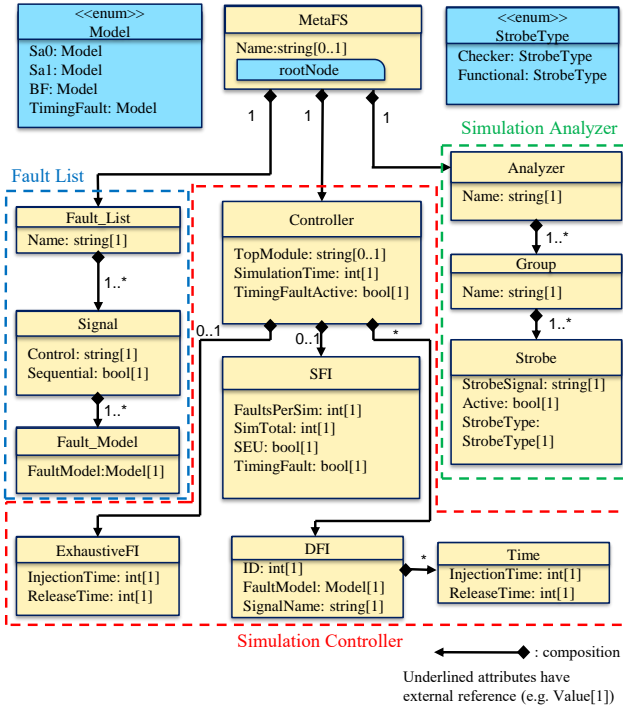 <<enum>>
Model
Sa0: Model
Sa1: Model
BF: Model
TimingFault: Model
MetaFS
Name:string[0..1]
rootNode
<<enum>>
StrobeType
Checker: StrobeType
Functional: StrobeType
1
1
1
Simulation Analyzer
Analyzer
Name: string[1]
1..*
Group
Name: string[1]
1..*
Strobe
StrobeSignal: string[1]
Active: bool[1]
StrobeType:
StrobeType[1]
Fault List
Fault_List
Name: string[1]
1..*
Signal
Control: string[1]
Sequential: bool[1]
1..*
Fault_Model
FaultModel:Model[1]
Controller
TopModule: string[0..1]
SimulationTime: int[1]
TimingFaultActive: bool[1]
0..1
0..1
*
SFI
FaultsPerSim: int[1]
SimTotal: int[1]
SEU: bool[1]
TimingFault: bool[1]
ExhaustiveFI
InjectionTime: int[1]
ReleaseTime: int[1]
DFI
ID: int[1]
FaultModel: Model[1]
SignalName: string[1]
*
Time
InjectionTime: int[1]
ReleaseTime: int[1]
Simulation Controller
: composition
Underlined attributes have
external reference (e.g. Value[1])